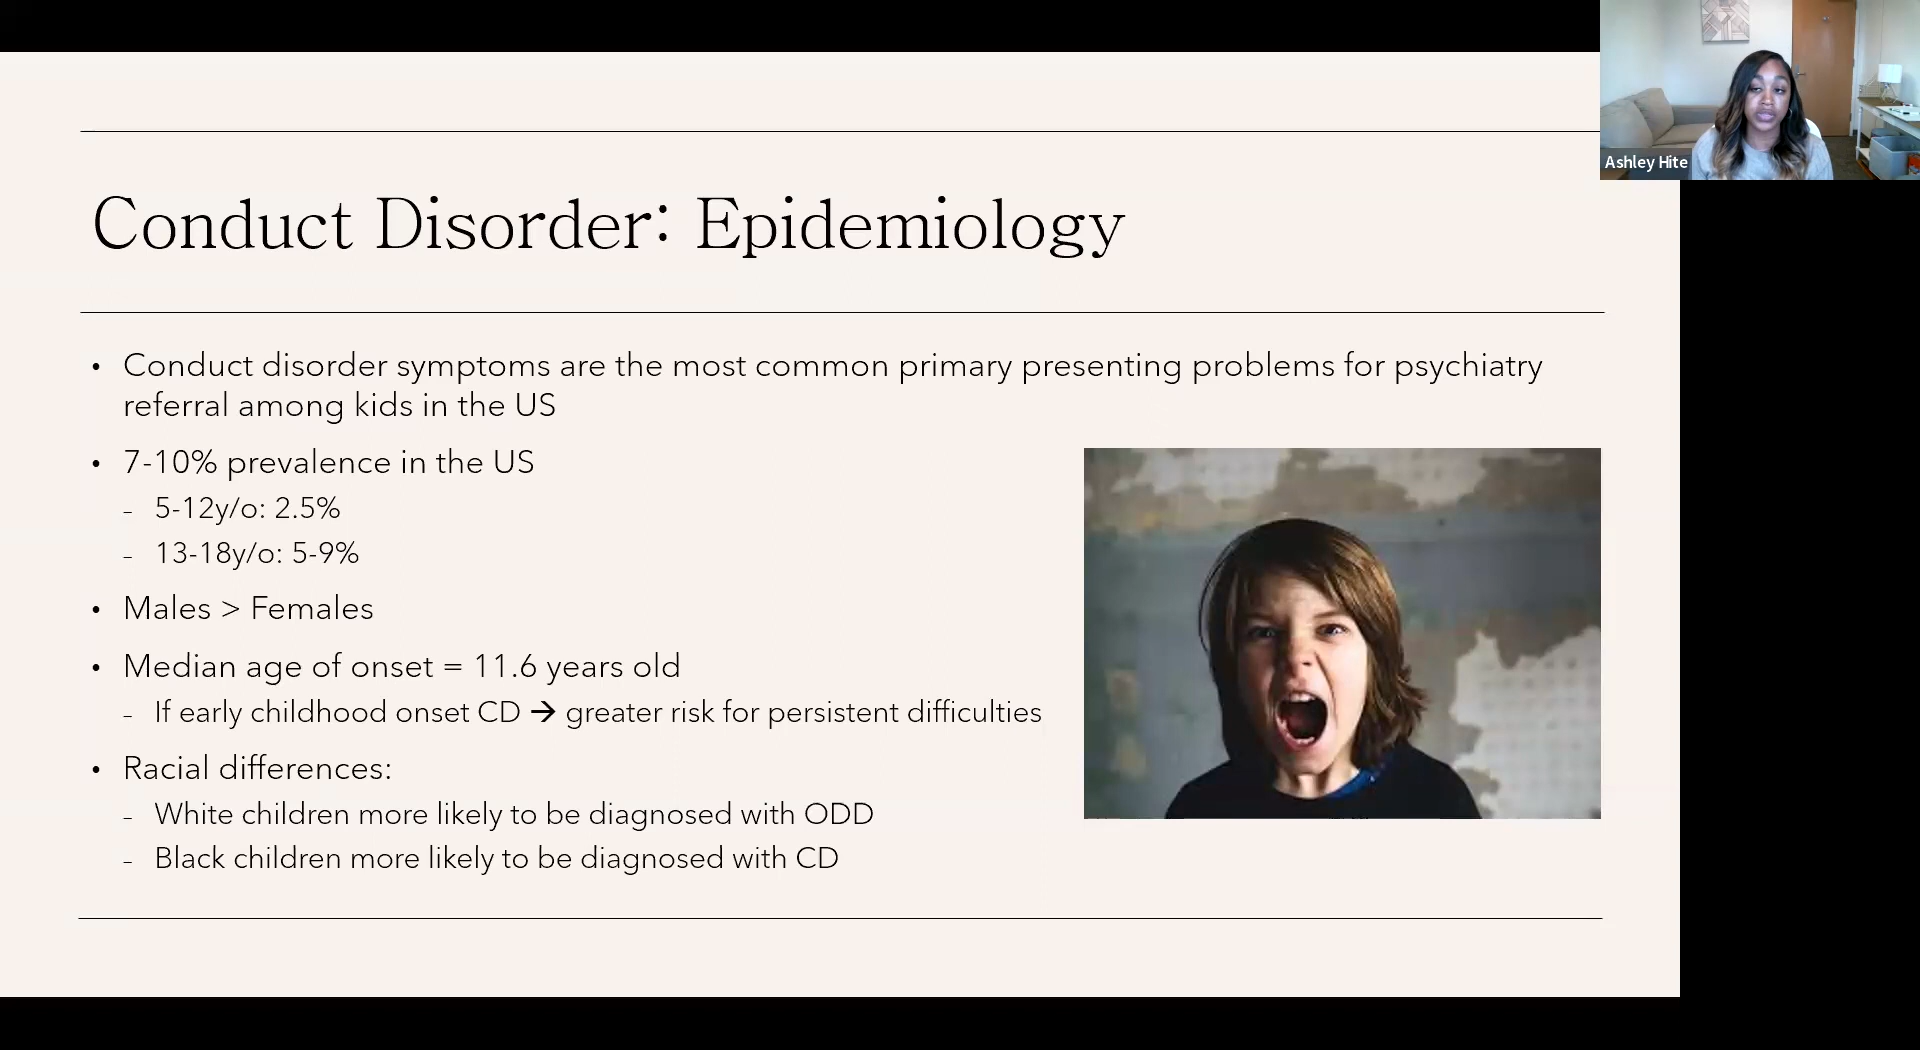 Ashley Hite
Conduct Disorder: Epidemiology
• Conduct disorder symptoms are the most common primary presenting problems for psychiatry
referral among kids in the US
• 7-10% prevalence in the US
- 5-12y/o: 2.5%
- 13-18y/o: 5-9%
• Males > Females
• Median age of onset = 11.6 years old
- If early childhood onset CD → greater risk for persistent difficulties
• Racial differences:
- White children more likely to be diagnosed with ODD
- Black children more likely to be diagnosed with CD